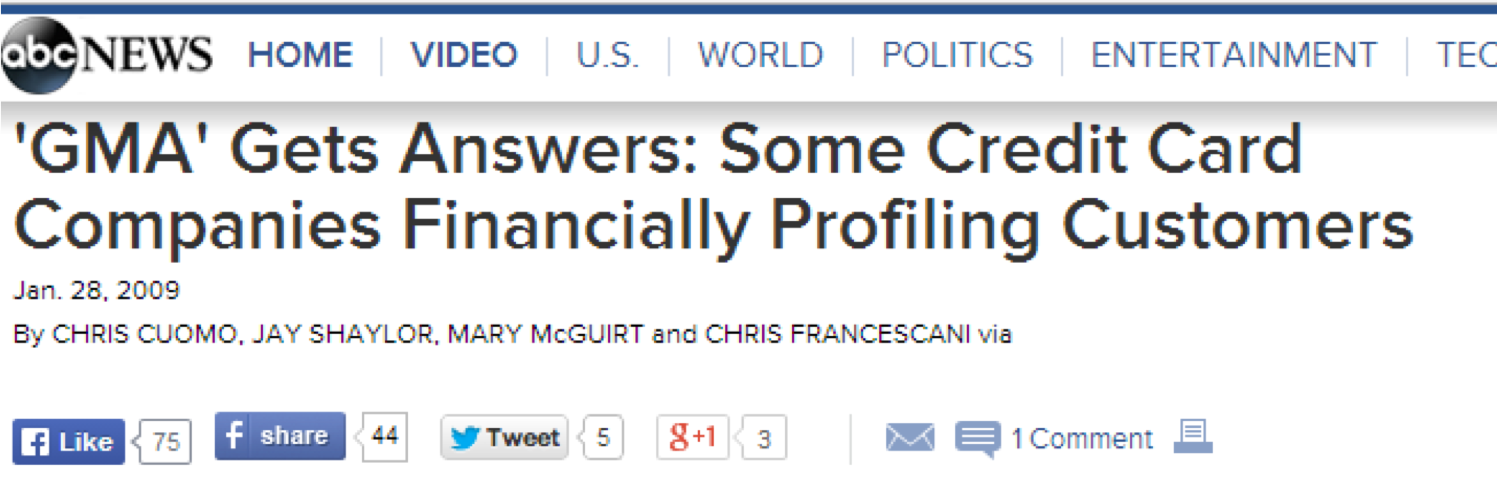 abc NEWS HOME VIDEO U.S. WORLD POLITICS ENTERTAINMENT TEC
'GMA' Gets Answers: Some Credit Card
Companies Financially Profiling Customers
Jan. 28, 2009
By CHRIS CUOMO, JAY SHAYLOR, MARY McGUIRT and CHRIS FRANCESCANI via
f Like 75 f share 44 Tweet 5 g+1 3 1 Comment